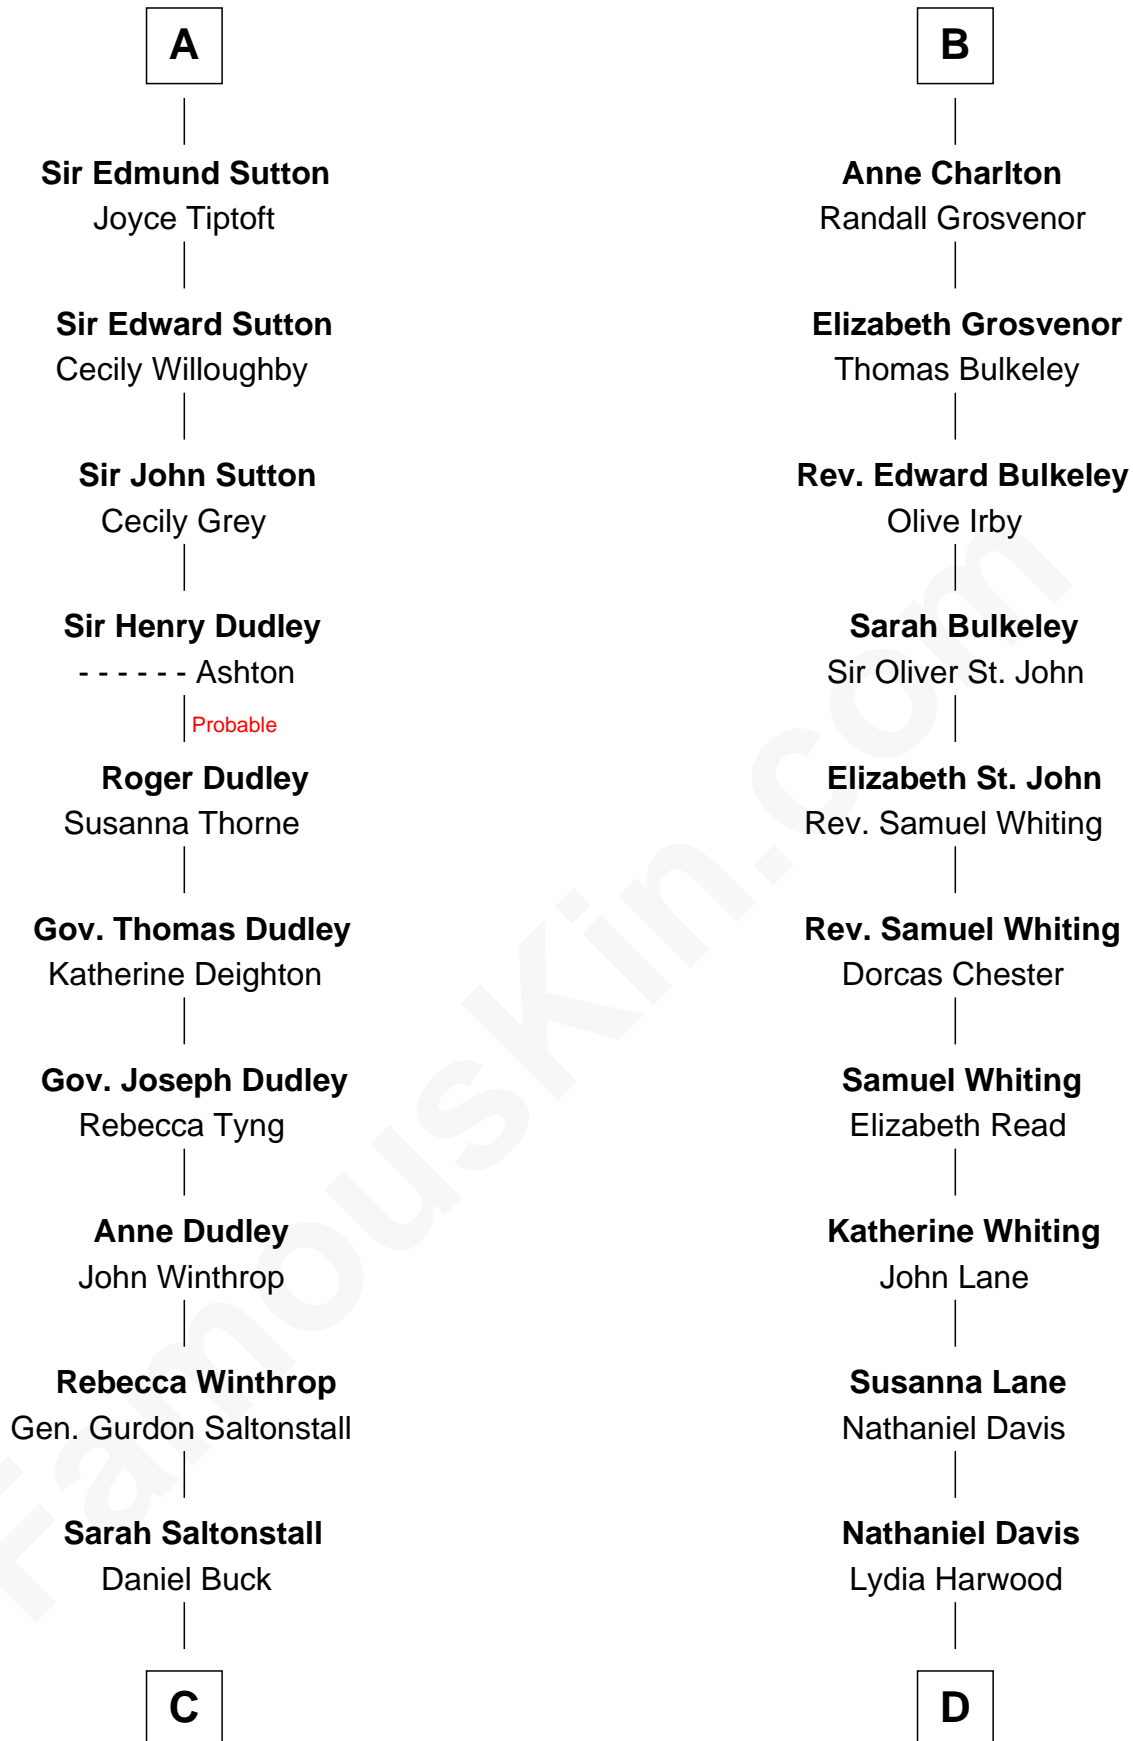 A
Sir Edmund Sutton
Joyce Tiptoft
Sir Edward Sutton
Cecily Willoughby
Sir John Sutton
Cecily Grey
Sir Henry Dudley
- - - - - - Ashton
Probable
Roger Dudley
Susanna Thorne
Gov. Thomas Dudley
Katherine Deighton
Gov. Joseph Dudley
Rebecca Tyng
Anne Dudley
John Winthrop
Rebecca Winthrop
Gen. Gurdon Saltonstall
Sarah Saltonstall
Daniel Buck
C
B
Anne Charlton
Randall Grosvenor
Elizabeth Grosvenor
Thomas Bulkeley
Rev. Edward Bulkeley
Olive Irby
Sarah Bulkeley
Sir Oliver St. John
Elizabeth St. John
Rev. Samuel Whiting
Rev. Samuel Whiting
Dorcas Chester
Samuel Whiting
Elizabeth Read
Katherine Whiting
John Lane
Susanna Lane
Nathaniel Davis
Nathaniel Davis
Lydia Harwood
D
FamousKin.com